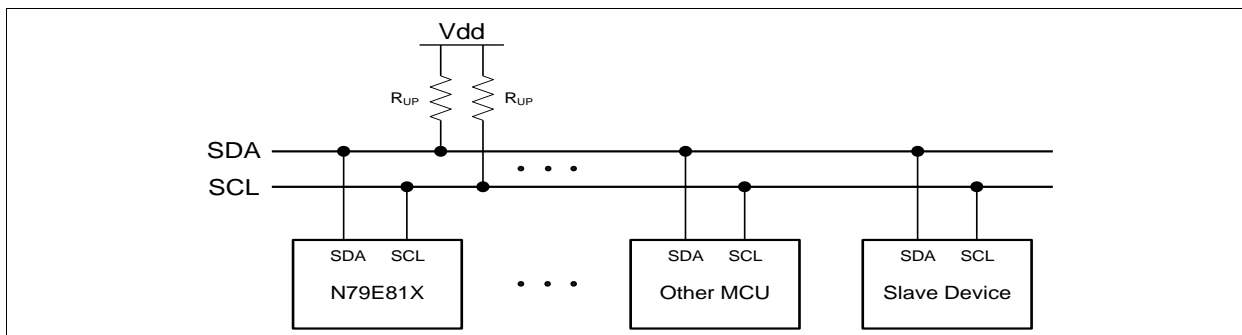 Vdd
RUP RUP
SDA
SCL
SDA SCL SDA SCL SDA SCL
N79E81X Other MCU Slave Device